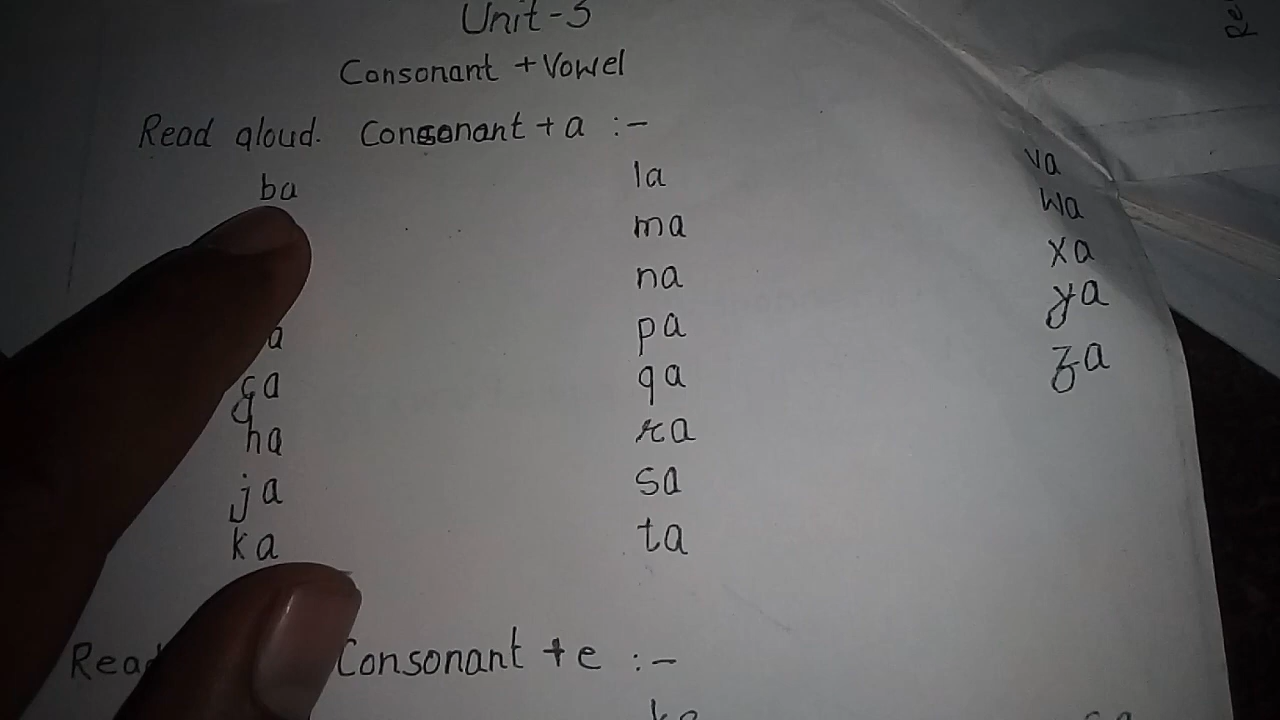 Unit-3
Consonant + Vowel
Read aloud. Consonant + a :-
ba
ga
ha
ja
ka
la
ma
na
pa
qa
ra
sa
ta
va
wa
xa
ya
za
Consonant + e :-